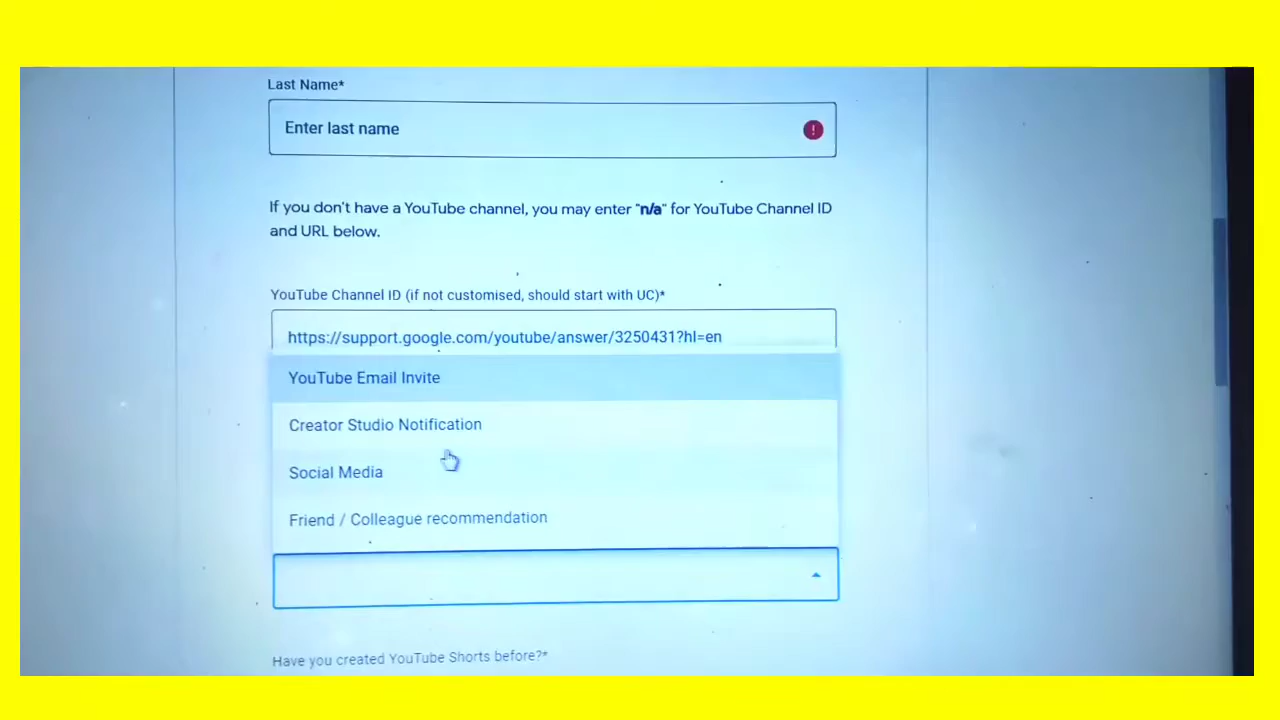 Last Name*
Enter last name
If you don't have a YouTube channel, you may enter "n/a" for YouTube Channel ID
and URL below.
YouTube Channel ID (if not customised, should start with UC)*
https://support.google.com/youtube/answer/3250431?hl=en
YouTube Email Invite
Creator Studio Notification
Social Media
Friend / Colleague recommendation
Have you created YouTube Shorts before?*